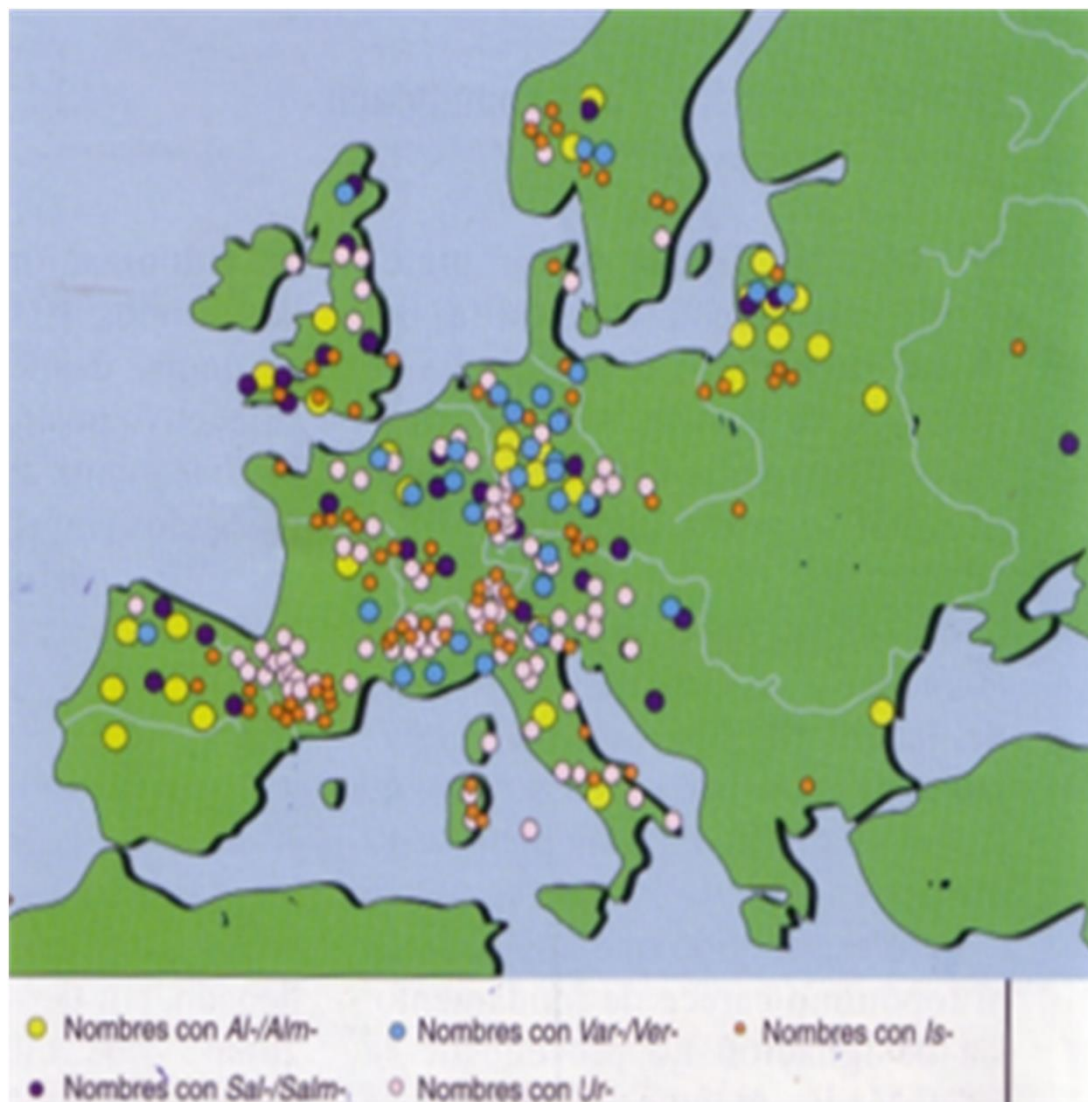 Nombres con Al-/Alm- Nombres con Var-/Ver- Nombres con Is-
Nombres con Sal-/Salm- Nombres con Ur-